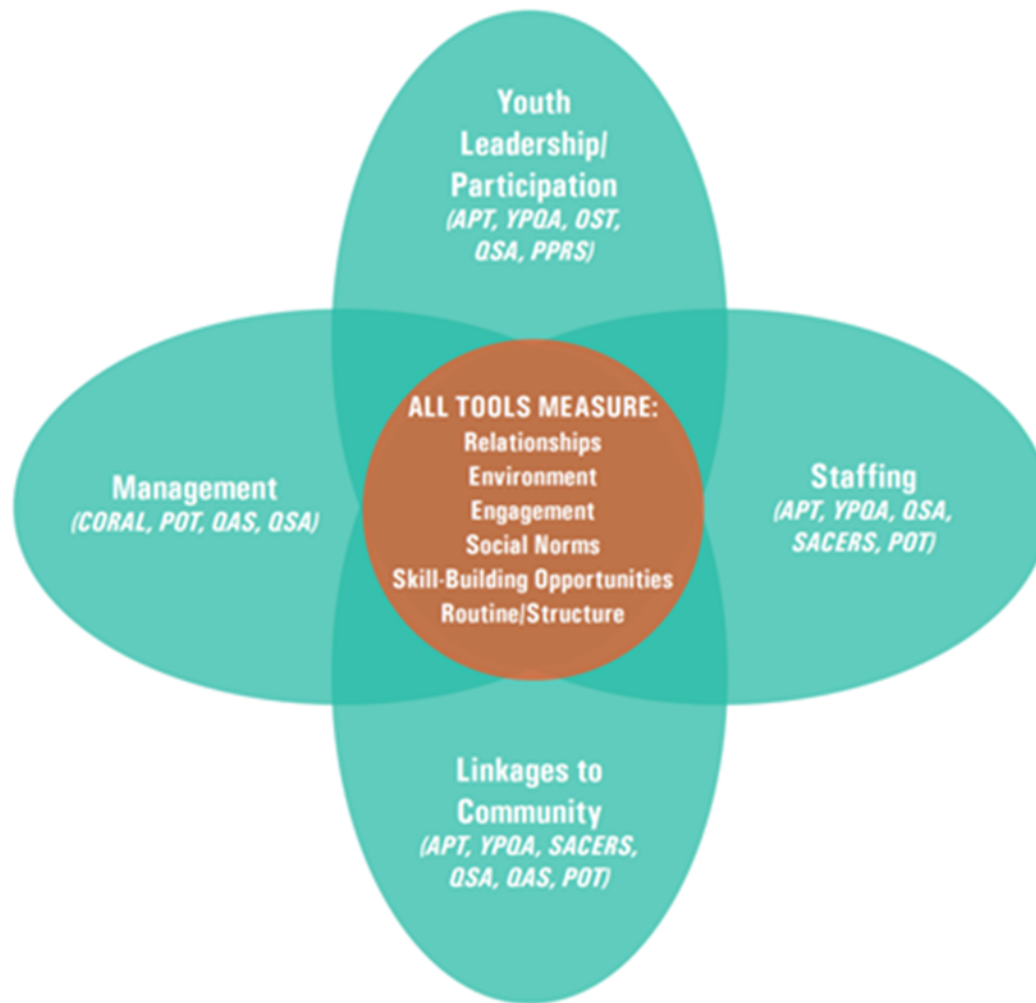 Youth
Leadership/
Participation
(APT, YPQA, OST,
QSA, PPRS)
Management
(CORAL, POT, QAS, QSA)
ALL TOOLS MEASURE:
Relationships
Environment
Engagement
Social Norms
Skill-Building Opportunities
Routine/Structure
Staffing
(APT, YPQA, QSA,
SACERS, POT)
Linkages to
Community
(APT, YPQA, SACERS,
QSA, QAS, POT)